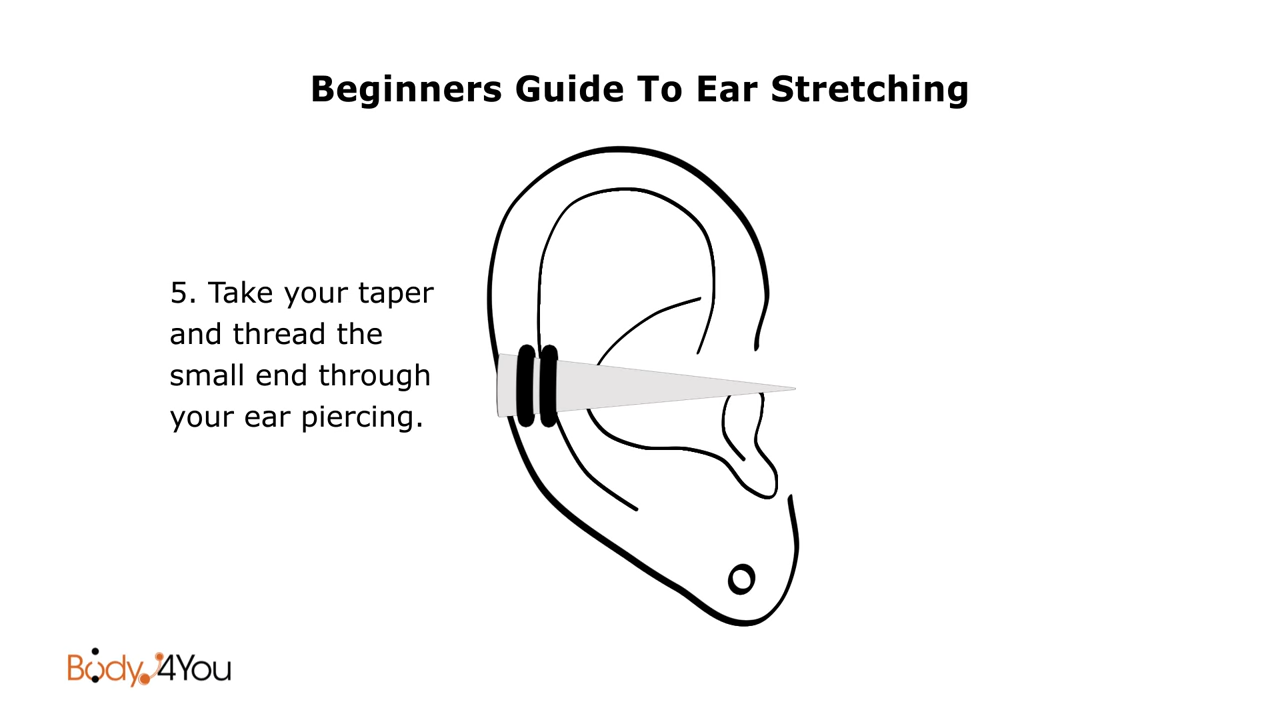 Beginners Guide To Ear Stretching
5. Take your taper
and thread the
small end through
your ear piercing.
Body4You